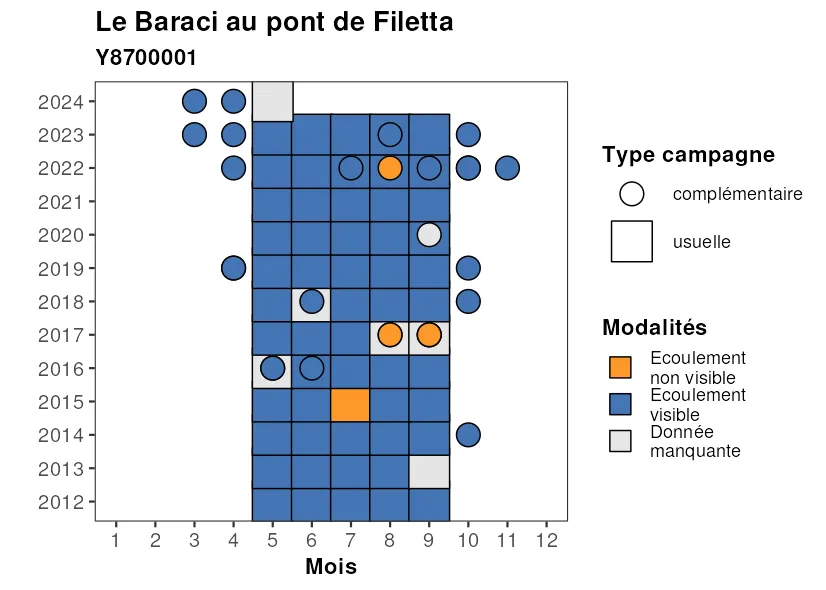 Le Baraci au pont de Filetta
Y8700001
2024
2023
2022
2021
2020
2019
2018
2017
2016
2015
2014
2013
2012
1 2 3 4 5 6 7 8 9 10 11 12
Mois
Type campagne
complémentaire
usuelle
Modalités
Ecoulement
non visible
Ecoulement
visible
Donnée
manquante